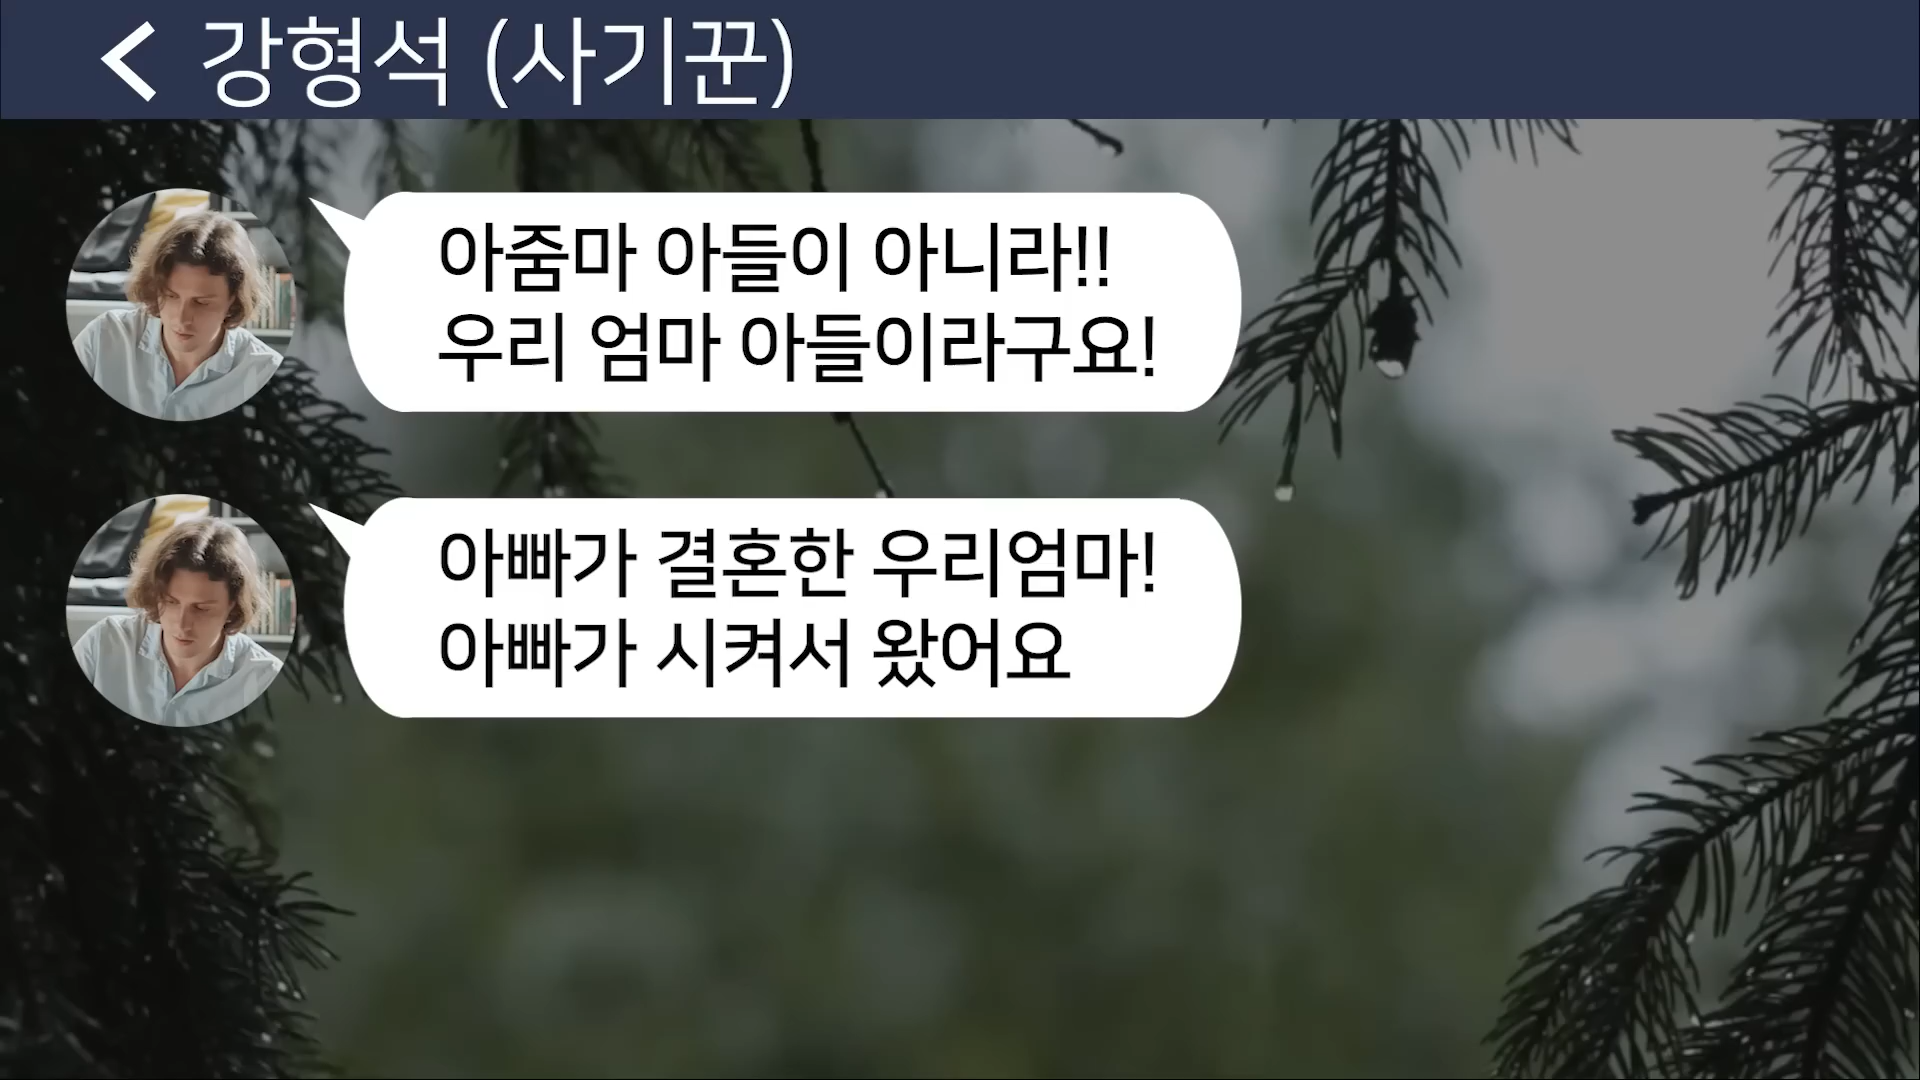 강형석 (사기꾼)
아줌마 아들이 아니라!!
우리 엄마 아들이라구요!
아빠가 결혼한 우리엄마!
아빠가 시켜서 왔어요